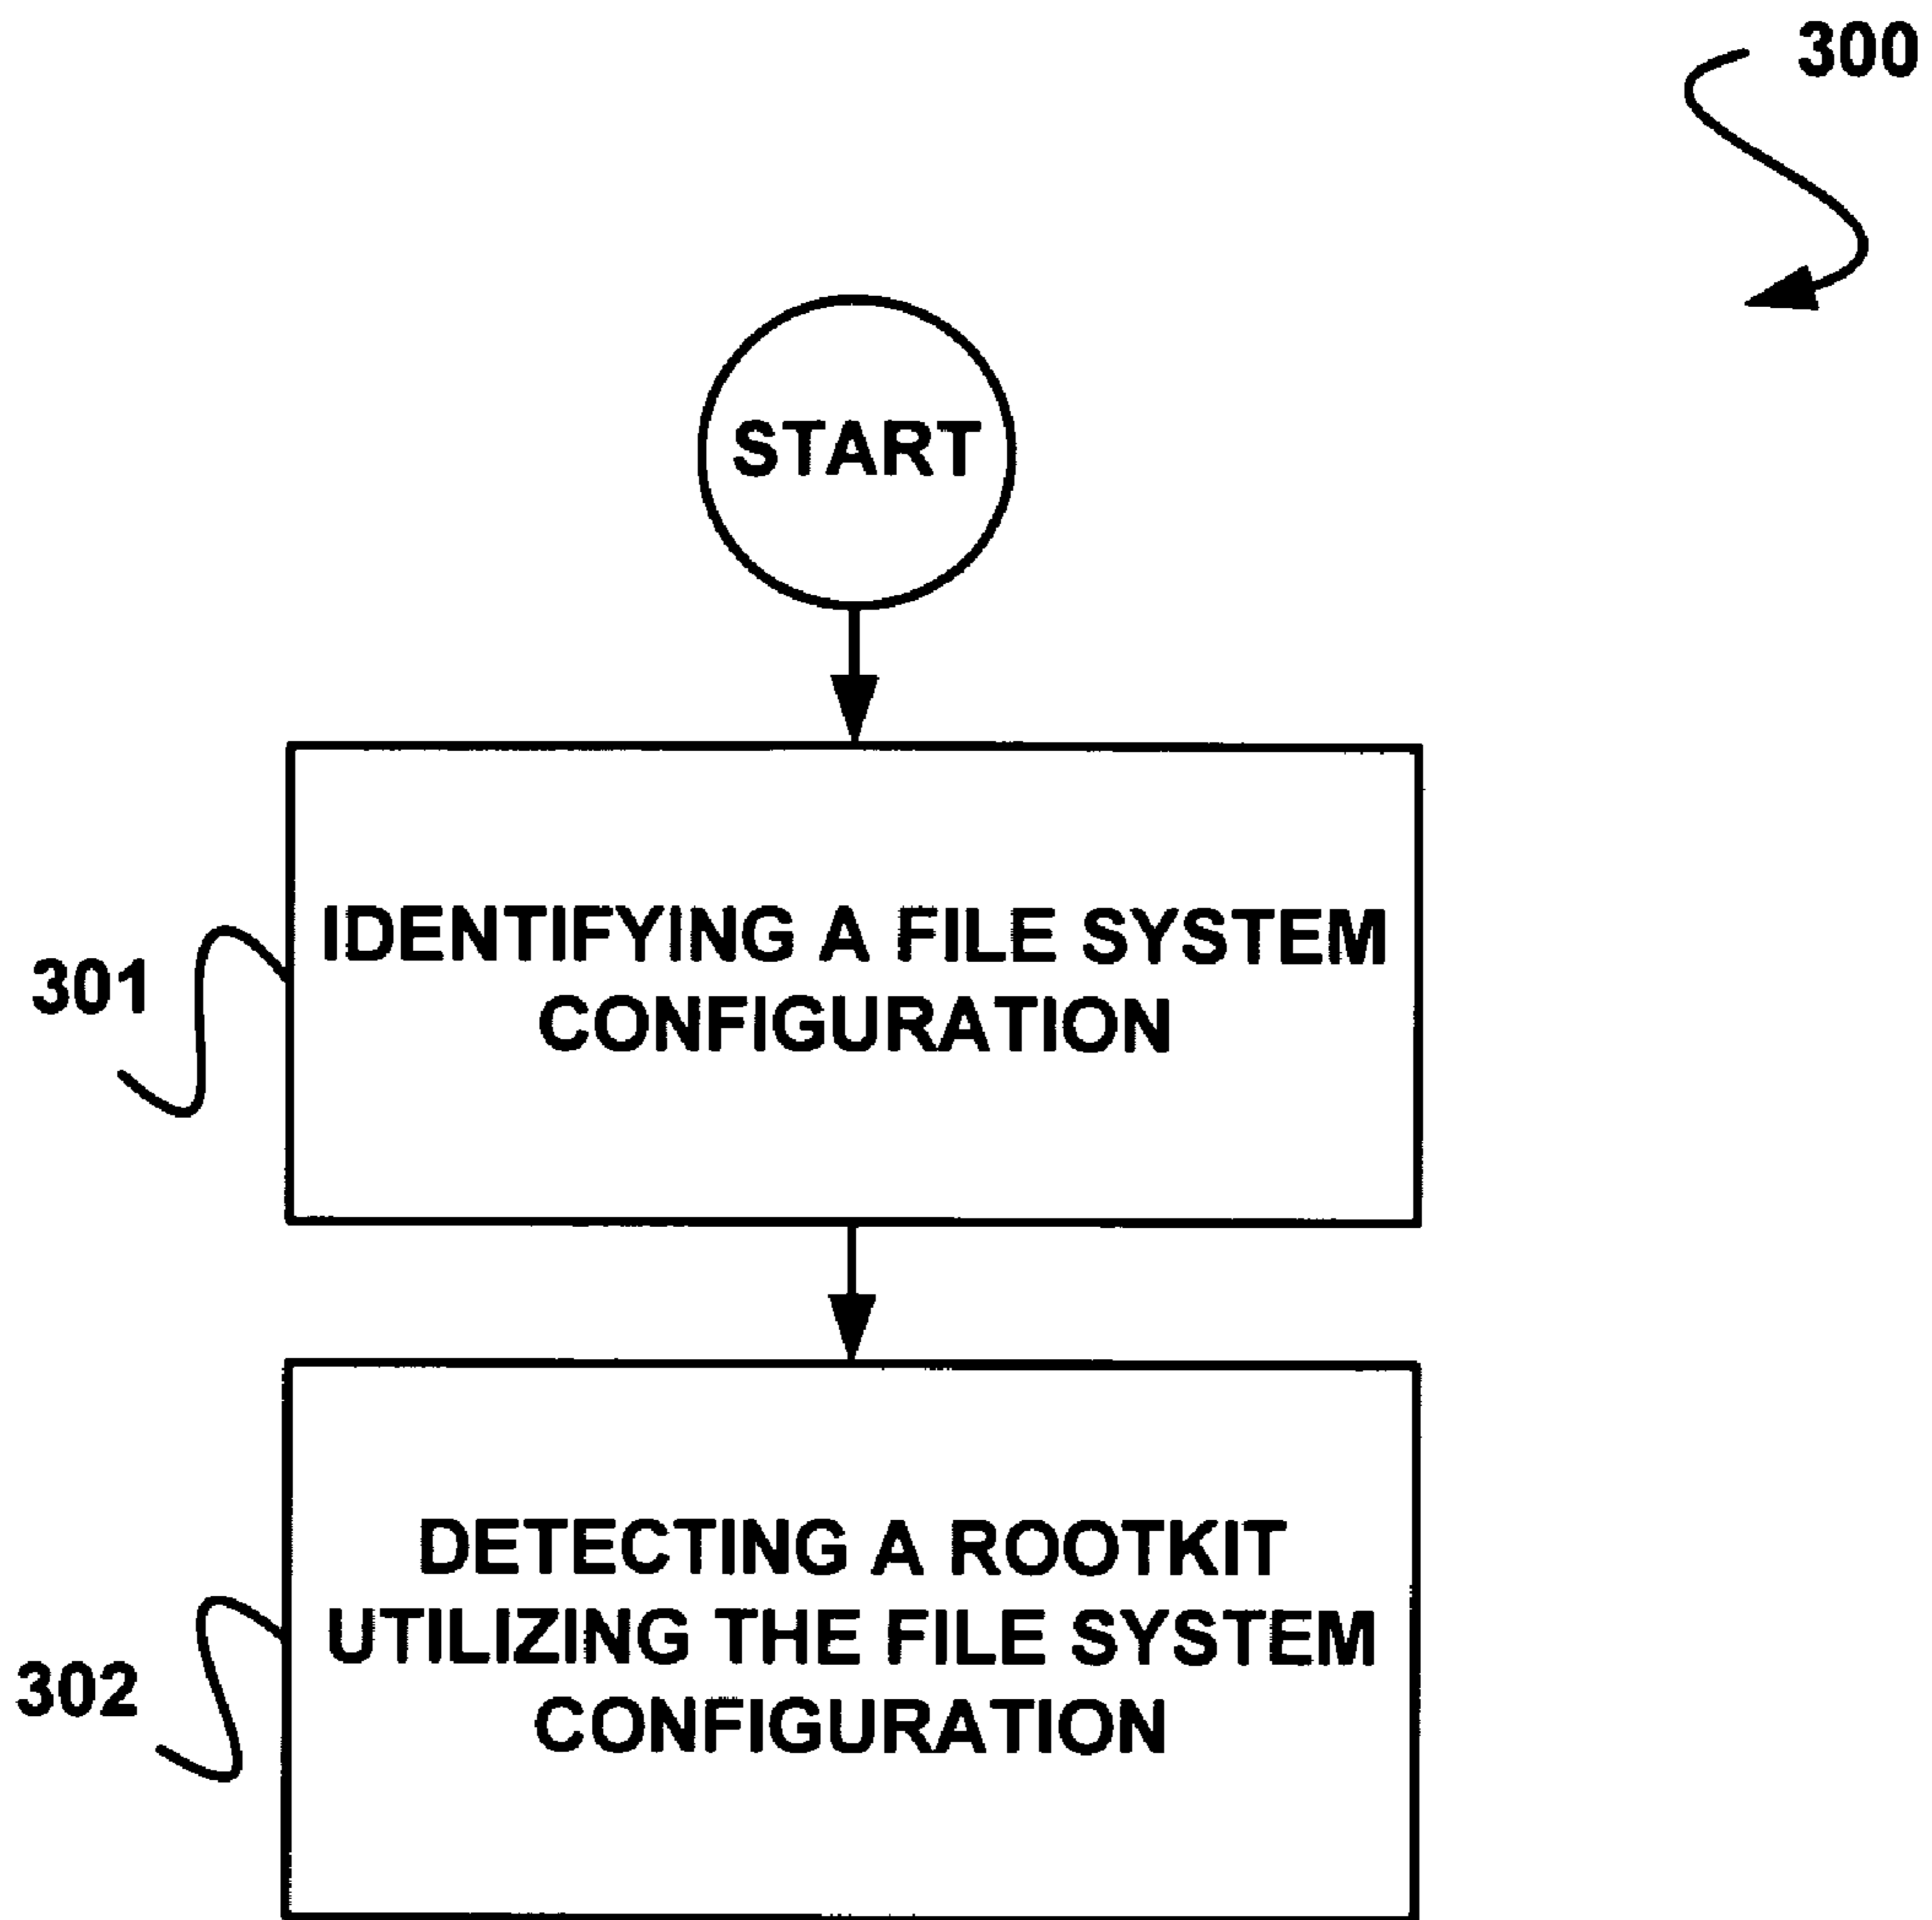 300
START
IDENTIFYING A FILE SYSTEM
CONFIGURATION
301
DETECTING A ROOTKIT
UTILIZING THE FILE SYSTEM
CONFIGURATION
302